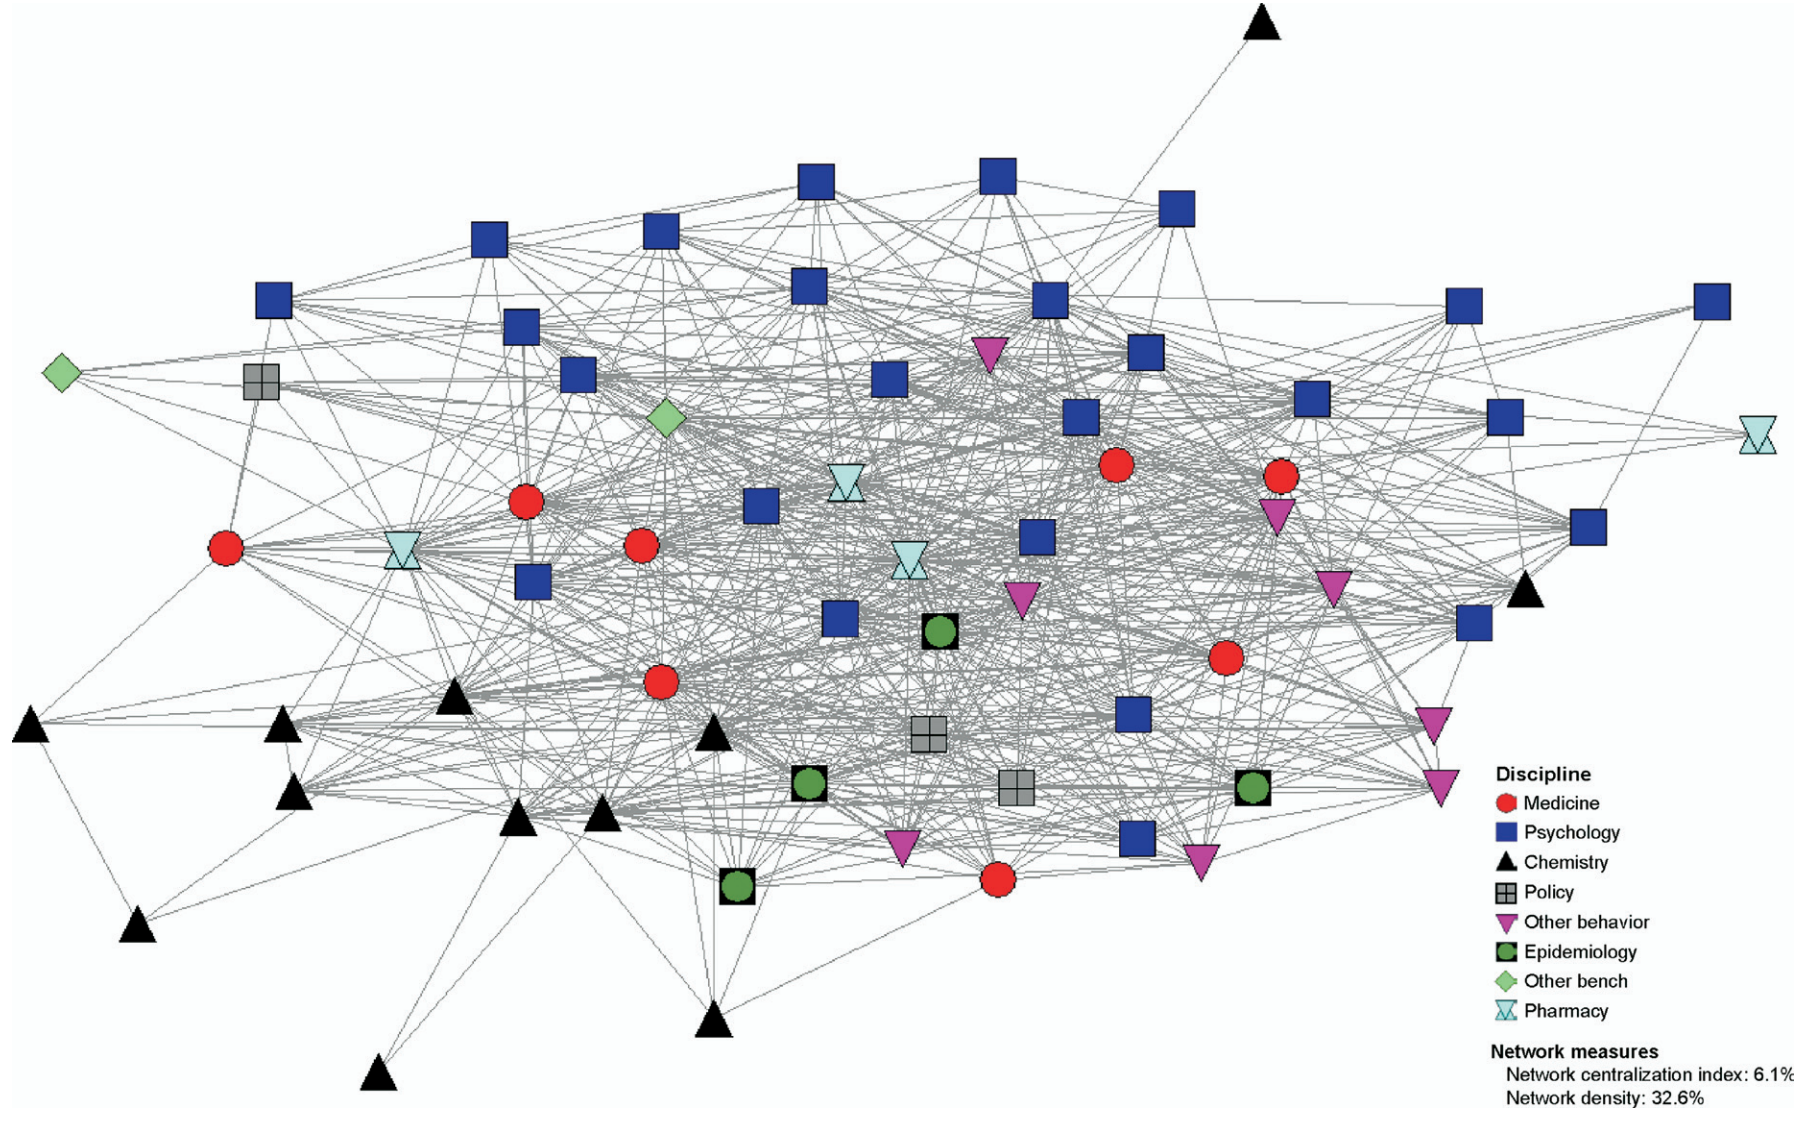 Discipline
Medicine
Psychology
Chemistry
Policy
Other behavior
Epidemiology
Other bench
Pharmacy
Network measures
Network centralization index: 6.1%
Network density: 32.6%